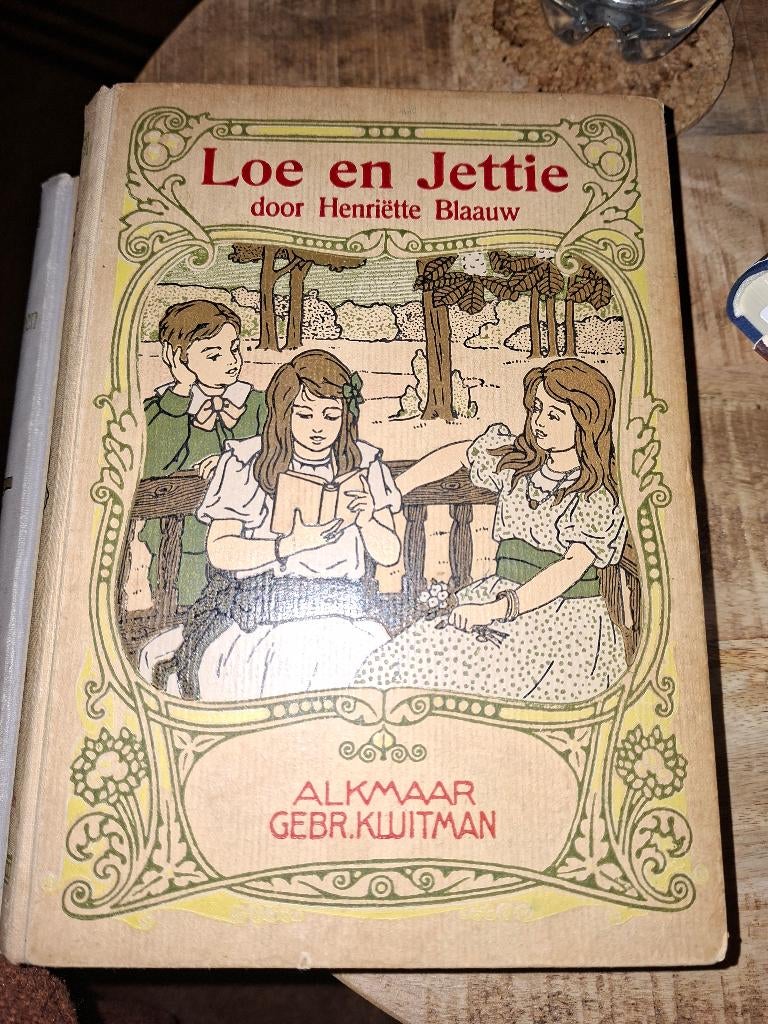 Loe en Jettie
door Henriëtte Blaauw
ALKMAAR
GEBR. KLUITMAN